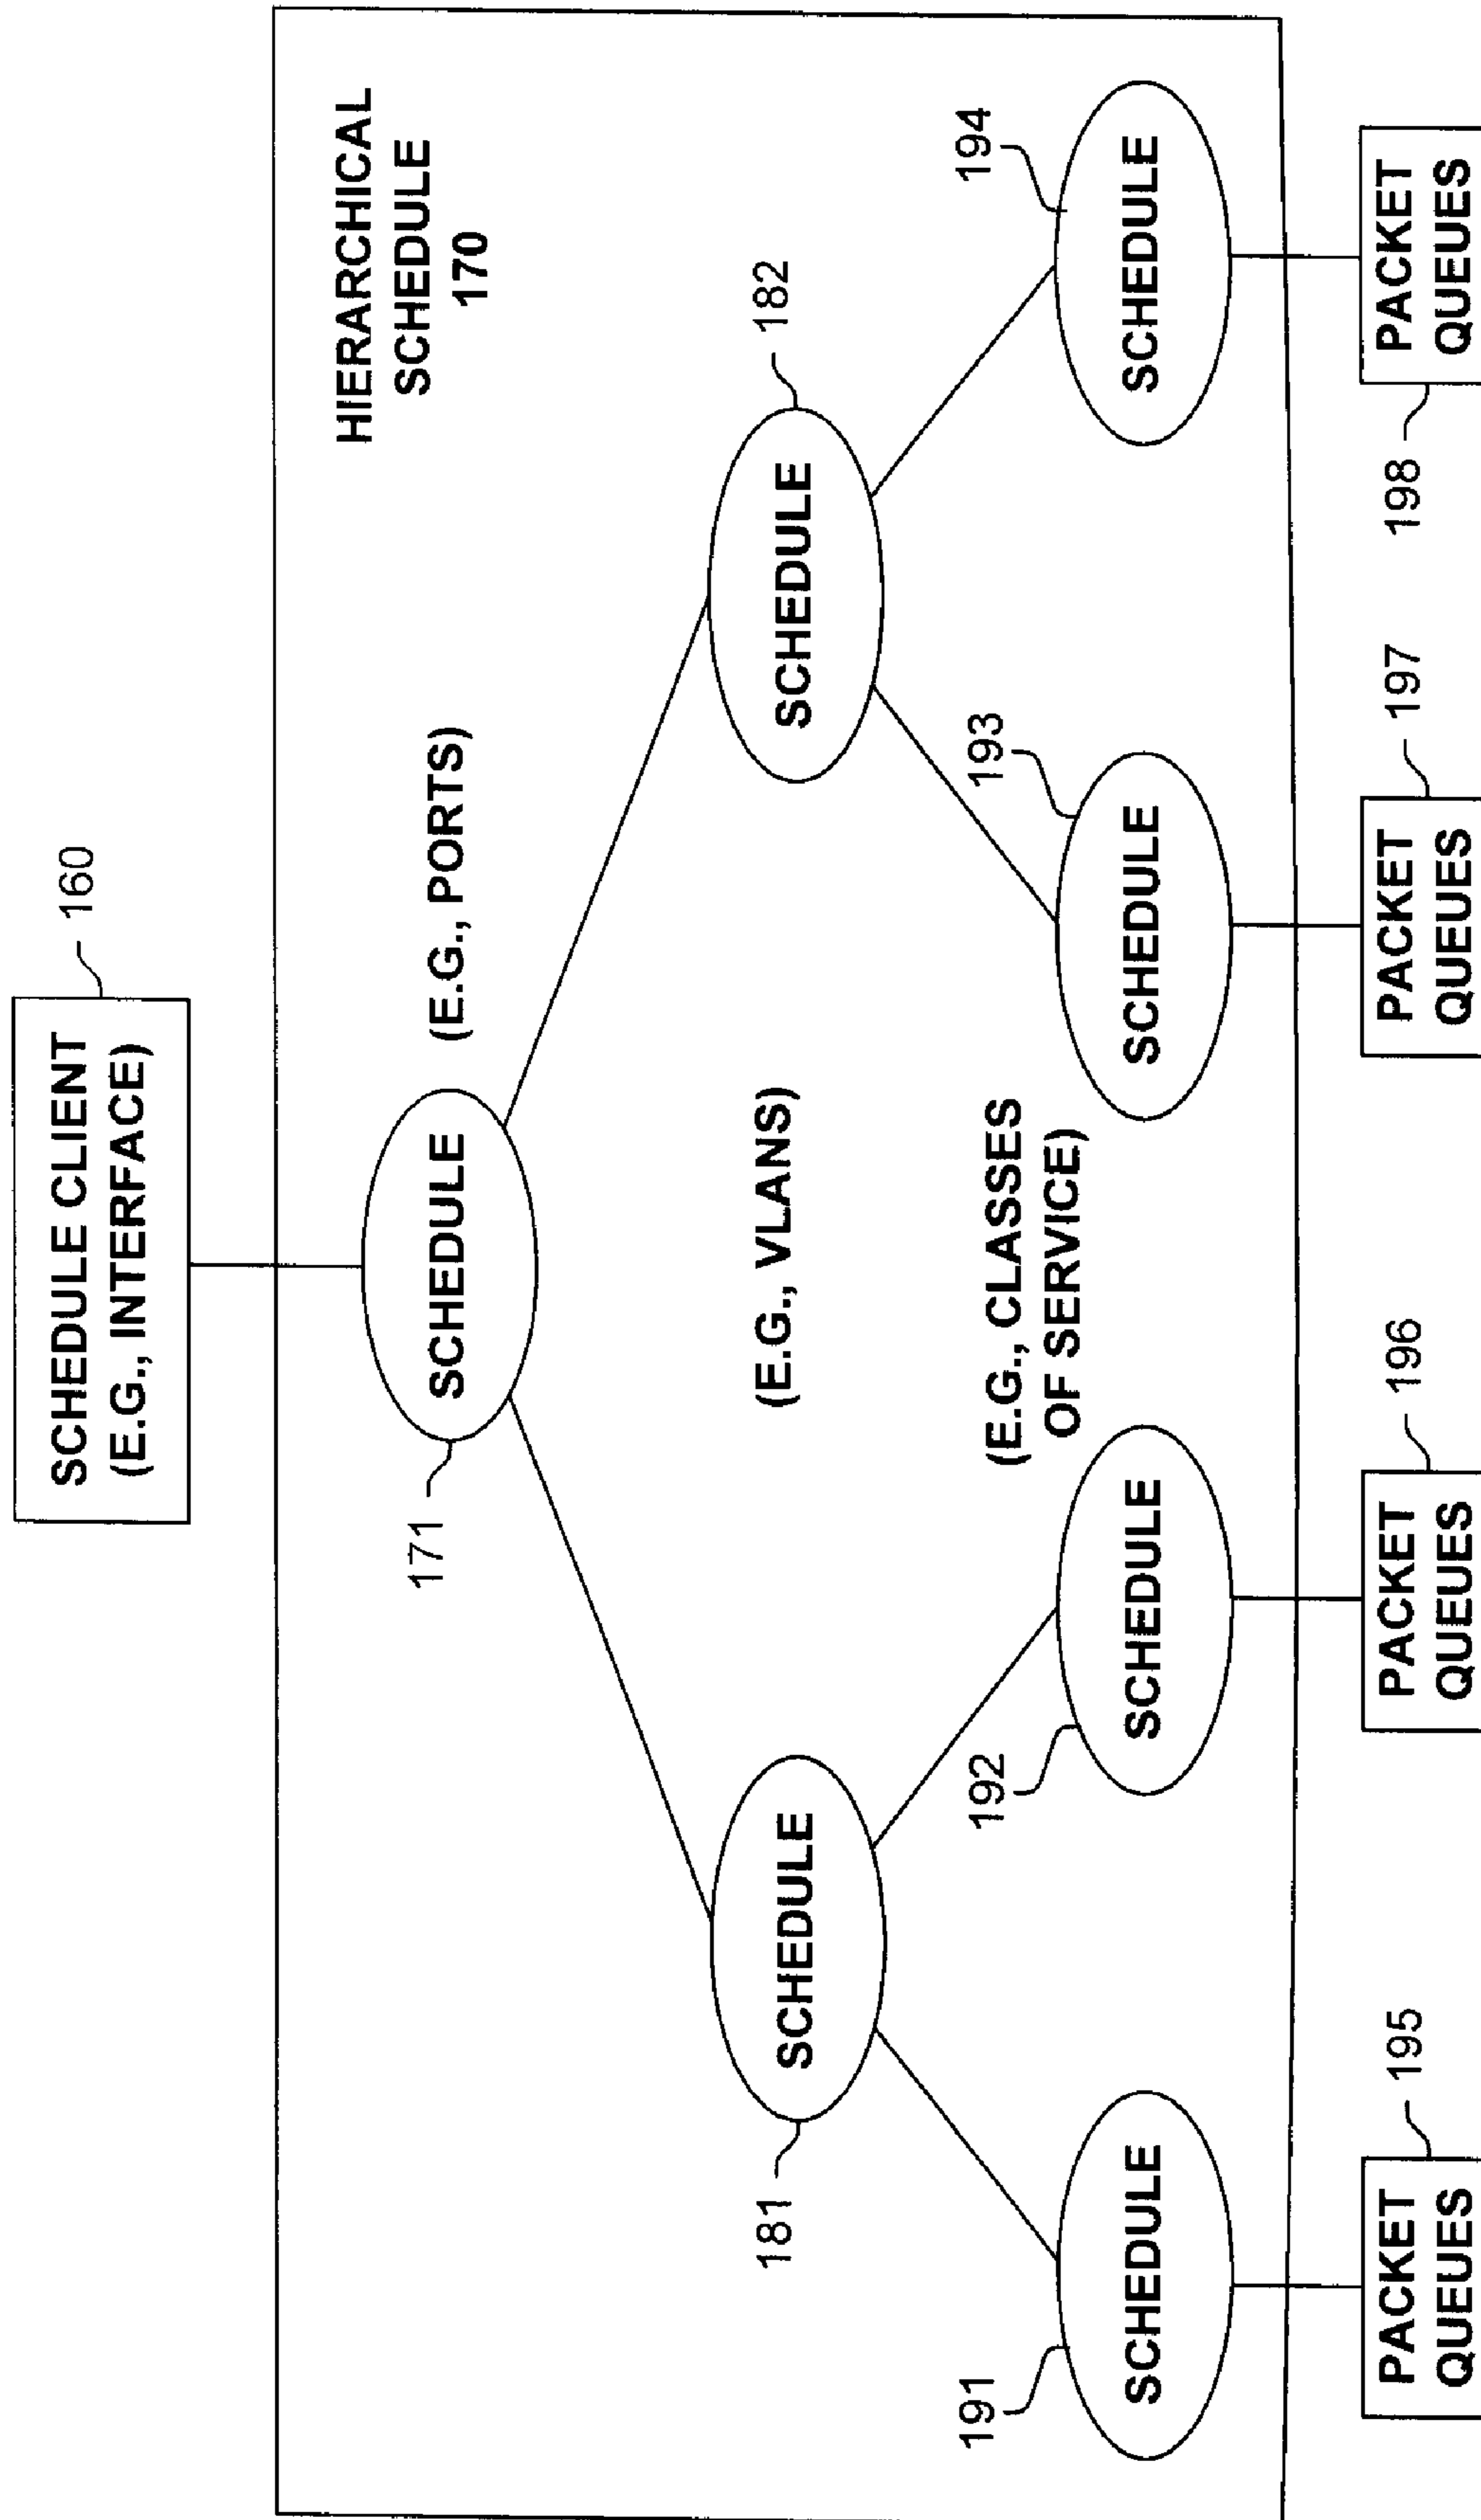 SCHEDULE CLIENT
(E.G., INTERFACE)
160
HIERARCHICAL
SCHEDULE
170
171
SCHEDULE
(E.G., PORTS)
181
SCHEDULE
(E.G., VLANS)
SCHEDULE
182
191
SCHEDULE
192
SCHEDULE
(E.G., CLASSES
OF SERVICE)
193
SCHEDULE
194
SCHEDULE
PACKET
QUEUES
195
PACKET
QUEUES
196
PACKET
QUEUES
197
198
PACKET
QUEUES